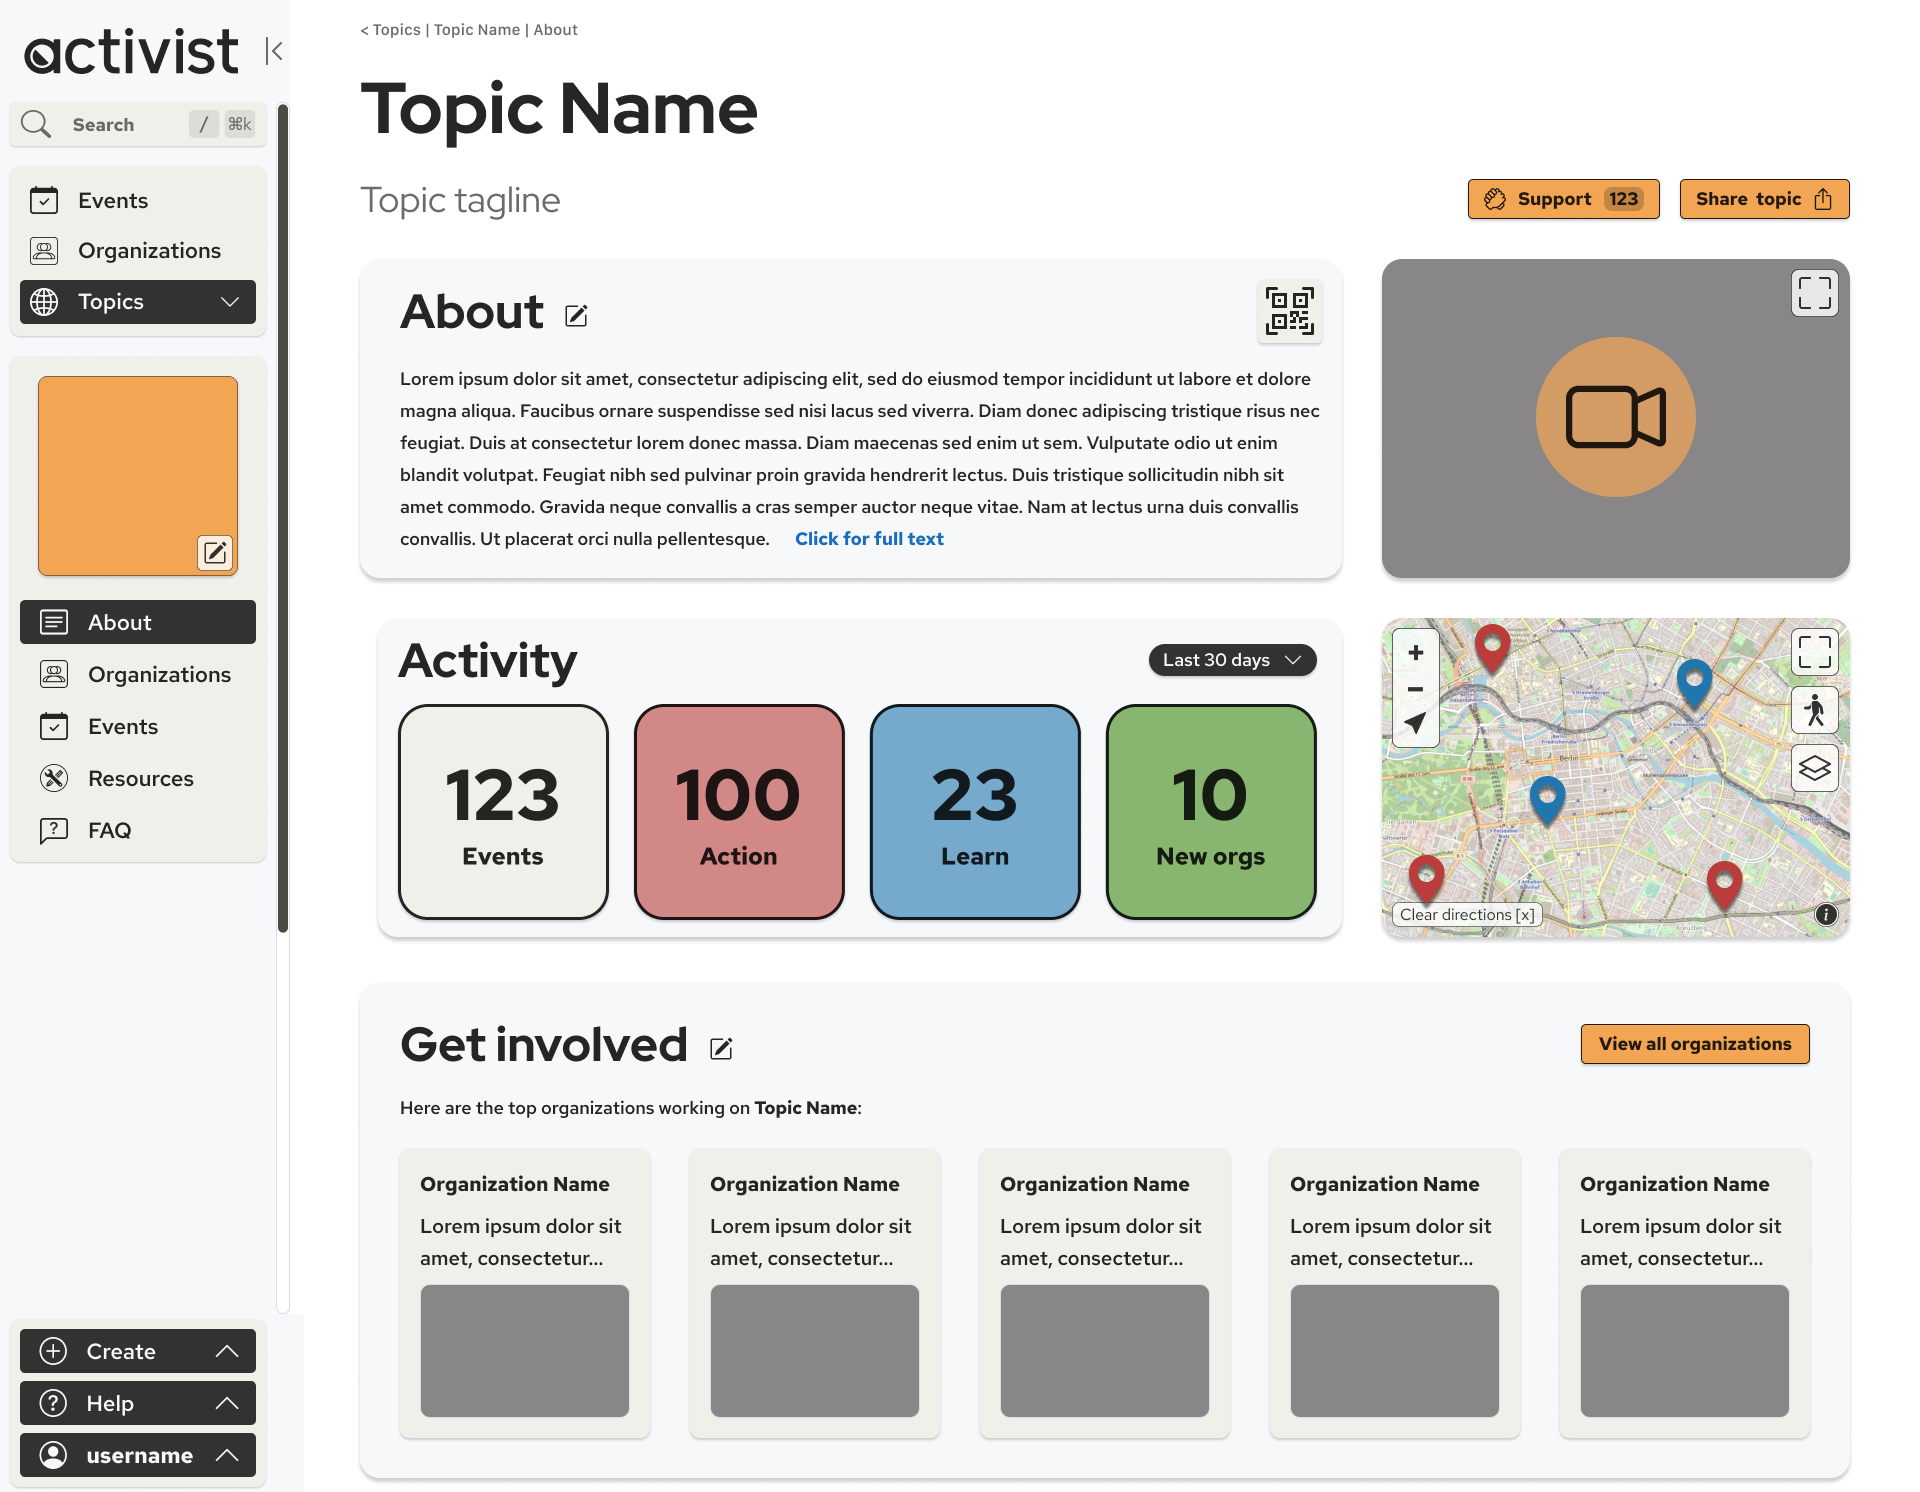 activist
Search / ⌘k
Events
Organizations
Topics
About
Organizations
Events
Resources
? FAQ
Create
? Help
username
< Topics | Topic Name | About
Topic Name
Topic tagline
Support 123
Share topic
About
Lorem ipsum dolor sit amet, consectetur adipiscing elit, sed do eiusmod tempor incididunt ut labore et dolore
magna aliqua. Faucibus ornare suspendisse sed nisi lacus sed viverra. Diam donec adipiscing tristique risus nec
feugiat. Duis at consectetur lorem donec massa. Diam maecenas sed enim ut sem. Vulputate odio ut enim
blandit volutpat. Feugiat nibh sed pulvinar proin gravida hendrerit lectus. Duis tristique sollicitudin nibh sit
amet commodo. Gravida neque convallis a cras semper auctor neque vitae. Nam at lectus urna duis convallis
convallis. Ut placerat orci nulla pellentesque. Click for full text
Activity
Last 30 days
123
Events
100
Action
23
Learn
10
New orgs
+
−
Berlin
Kreuzberg
Clear directions [x]
i
Get involved
View all organizations
Here are the top organizations working on Topic Name:
Organization Name
Lorem ipsum dolor sit
amet, consectetur...
Organization Name
Lorem ipsum dolor sit
amet, consectetur...
Organization Name
Lorem ipsum dolor sit
amet, consectetur...
Organization Name
Lorem ipsum dolor sit
amet, consectetur...
Organization Name
Lorem ipsum dolor sit
amet, consectetur...